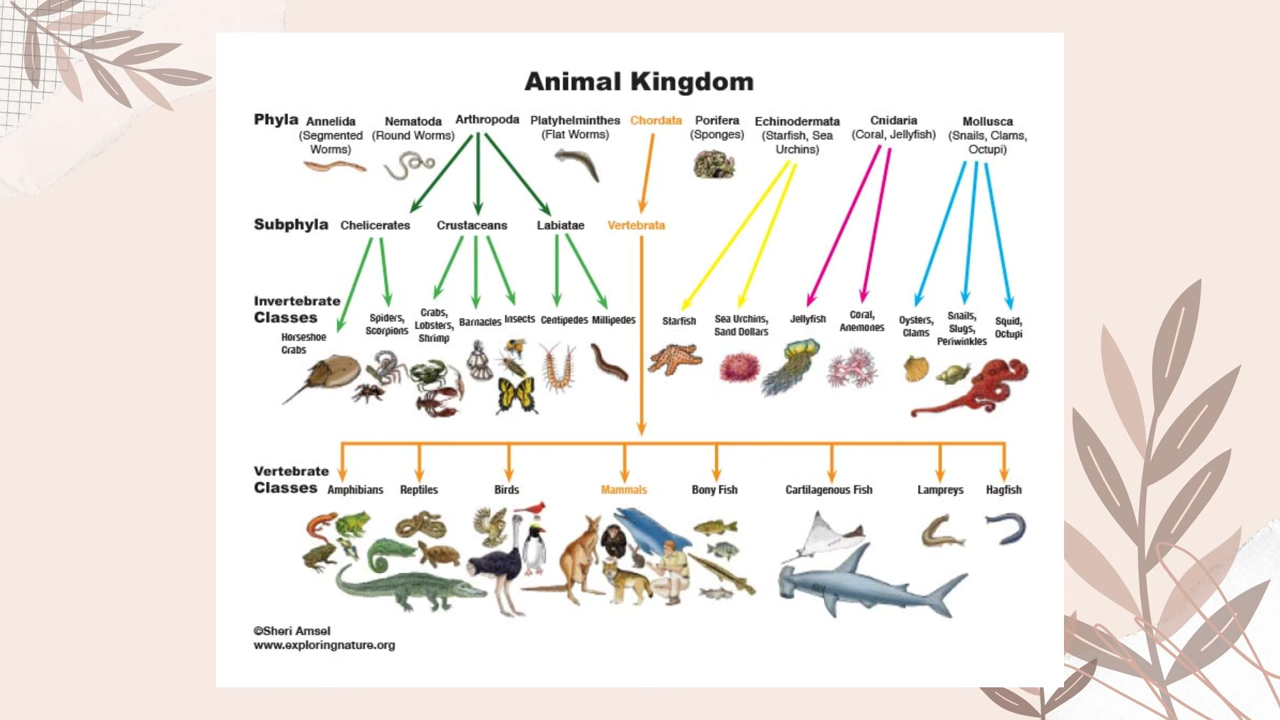 Animal Kingdom
Phyla
Annelida
(Segmented
Worms)
Nematoda
(Round Worms)
Arthropoda
Platyhelminthes
(Flat Worms)
Chordata
Porifera
(Sponges)
Echinodermata
(Starfish, Sea
Urchins)
Cnidaria
(Coral, Jellyfish)
Mollusca
(Snails, Clams,
Octupi)
Subphyla
Chelicerates
Crustaceans
Labiatae
Vertebrata
Invertebrate
Classes
Horseshoe
Crabs
Spiders,
Scorpions
Crabs,
Lobsters,
Shrimp
Barnacles
Insects
Centipedes
Millipedes
Starfish
Sea Urchins,
Sand Dollars
Jellyfish
Coral,
Anemones
Oysters,
Clams
Snails,
Slugs,
Periwinkles
Squid,
Octupi
Vertebrate
Classes
Amphibians
Reptiles
Birds
Mammals
Bony Fish
Cartilagenous Fish
Lampreys
Hagfish
©Sheri Amsel
www.exploringnature.org